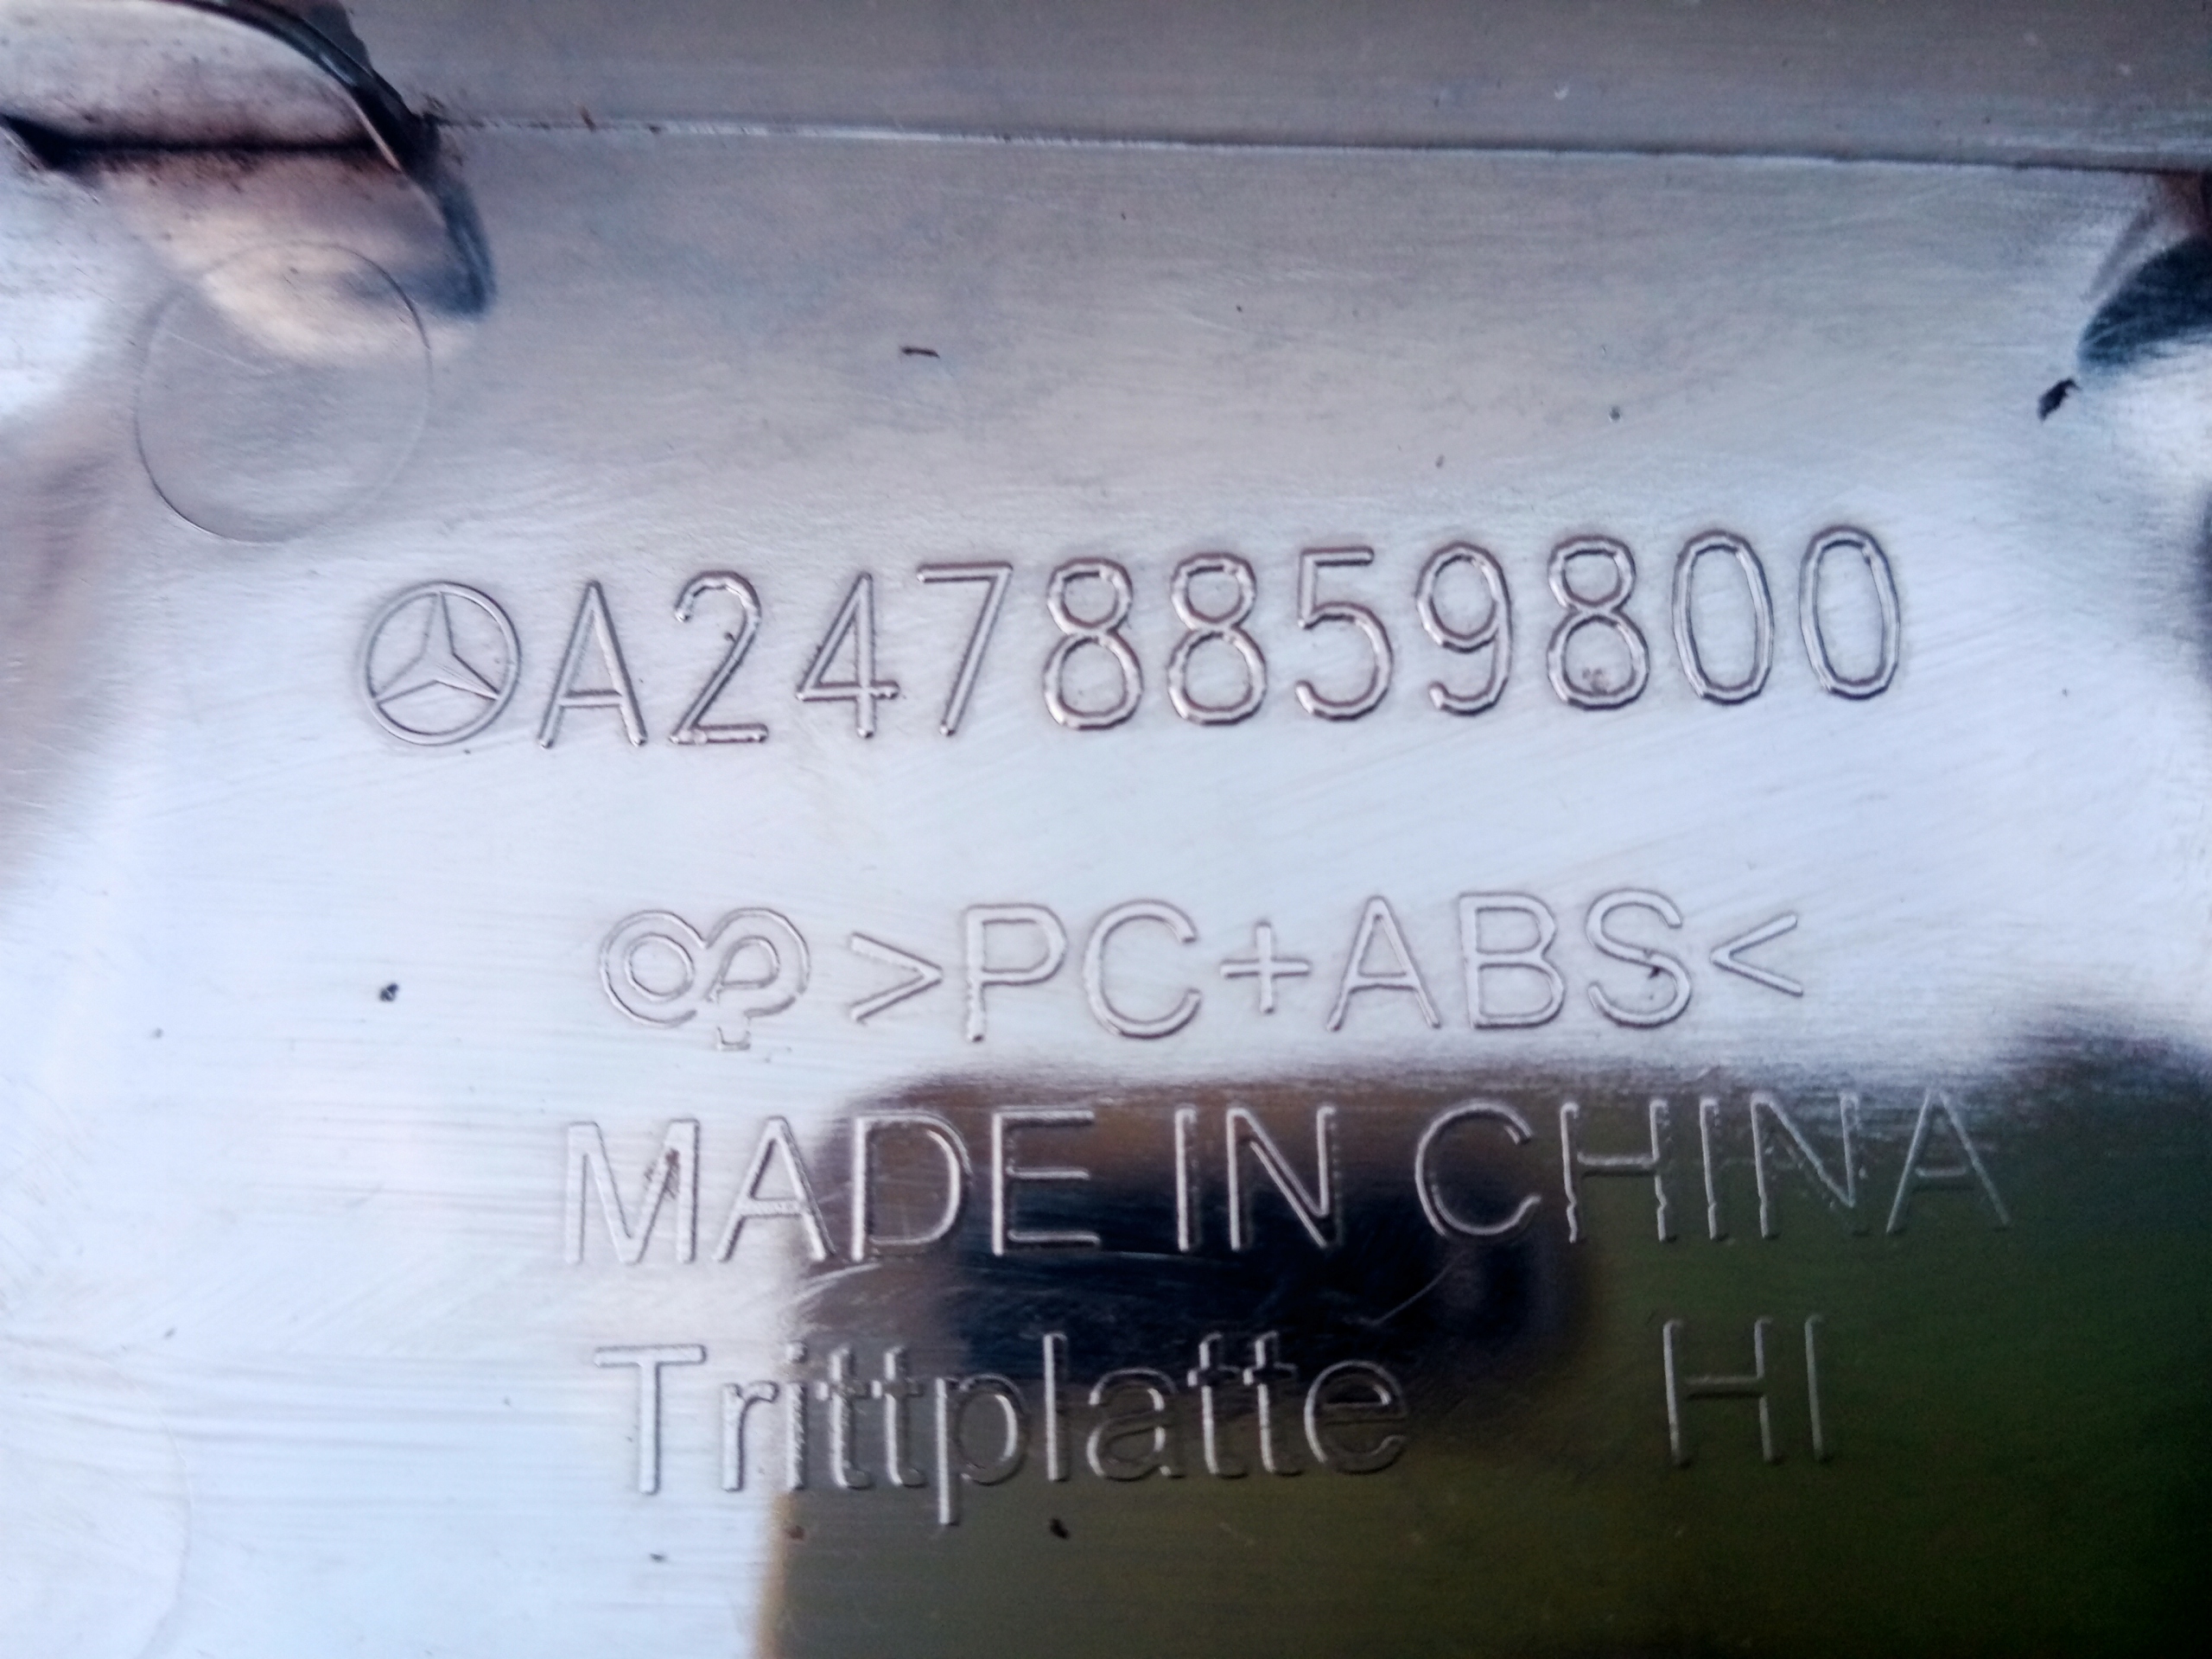 A2478859800
>PC+ABS<
MADE IN CHINA
Trittplatte HI